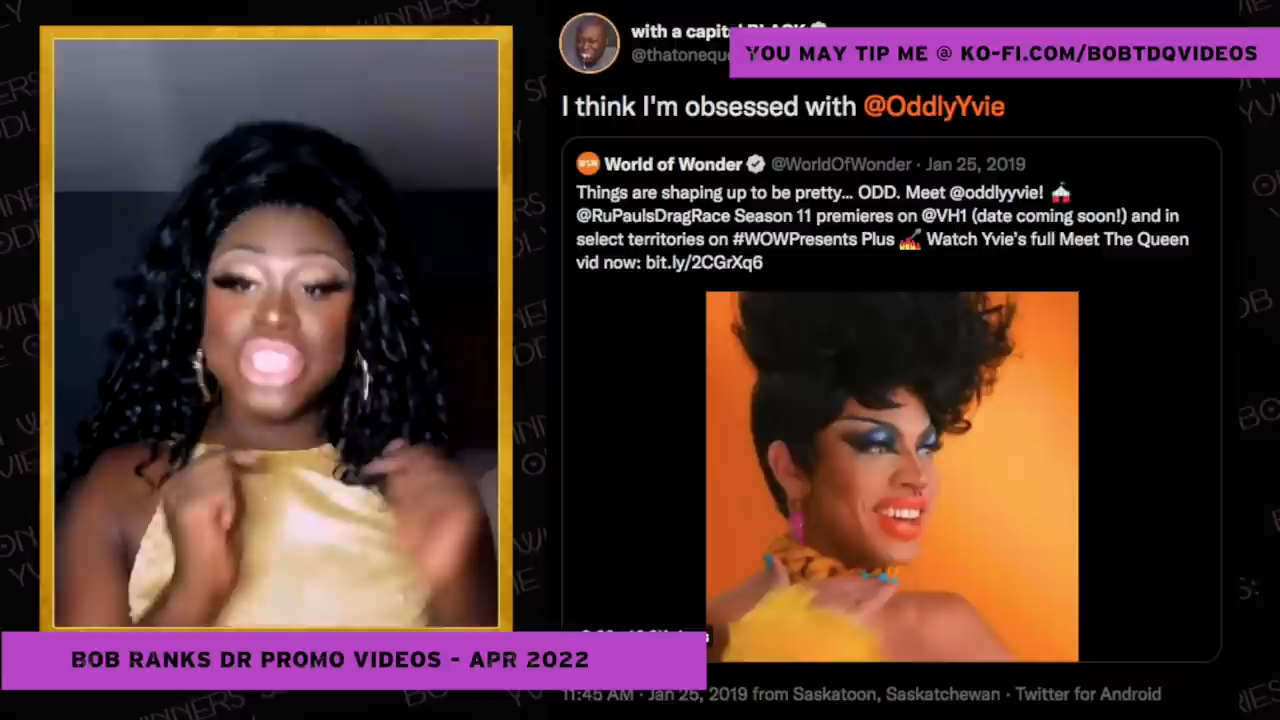 with a capit
@thatoneque
YOU MAY TIP ME @ KO-FI.COM/BOBTDQVIDEOS
I think I'm obsessed with @OddlyYvie
World of Wonder @WorldOfWonder · Jan 25, 2019
Things are shaping up to be pretty... ODD. Meet @oddlyyvie!
@RuPaulsDragRace Season 11 premieres on @VH1 (date coming soon!) and in
select territories on #WOWPresents Plus Watch Yvie's full Meet The Queen
vid now: bit.ly/2CGrXq6
BOB RANKS DR PROMO VIDEOS - APR 2022
11:45 AM · Jan 25, 2019 from Saskatoon, Saskatchewan · Twitter for Android